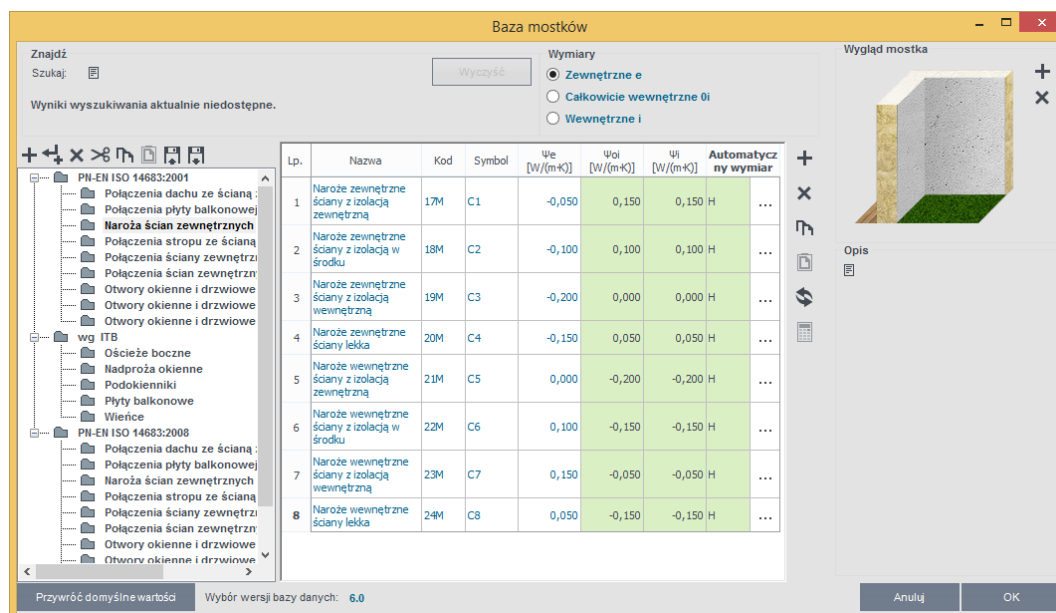 Baza mostków
Znajdź
Szukaj:
Wyczyść
Wyniki wyszukiwania aktualnie niedostępne.
Wymiary
Zewnętrzne e
Całkowicie wewnętrzne 0i
Wewnętrzne i
Wygląd mostka
Opis
PN-EN ISO 14683:2001
Połączenia dachu ze ścianą :
Połączenia płyty balkonowej
Naroża ścian zewnętrznych
Połączenia stropu ze ścianą
Połączenia ściany zewnętrz
Połączenia ścian zewnętrzn
Otwory okienne i drzwiowe
Otwory okienne i drzwiowe
Otwory okienne i drzwiowe
wg ITB
Ościeże boczne
Nadproża okienne
Podokienniki
Płyty balkonowe
Wieńce
PN-EN ISO 14683:2008
Połączenia dachu ze ścianą :
Połączenia płyty balkonowej
Naroża ścian zewnętrznych
Połączenia stropu ze ścianą
Połączenia ściany zewnętrz
Połączenia ścian zewnętrzn
Otwory okienne i drzwiowe
Otwory okienne i drzwiowe
Lp. Nazwa Kod Symbol Ψe [W/(m·K)] Ψoi [W/(m·K)] Ψi [W/(m·K)] Automatycz
ny wymiar
1 Naroże zewnętrzne
ściany z izolacją
zewnętrzną 17M C1 -0,050 0,150 0,150 H ...
2 Naroże zewnętrzne
ściany z izolacją w
środku 18M C2 -0,100 0,100 0,100 H ...
3 Naroże zewnętrzne
ściany z izolacją
wewnętrzną 19M C3 -0,200 0,000 0,000 H ...
4 Naroże zewnętrzne
ściany lekka 20M C4 -0,150 0,050 0,050 H ...
5 Naroże wewnętrzne
ściany z izolacją
zewnętrzną 21M C5 0,000 -0,200 -0,200 H ...
6 Naroże wewnętrzne
ściany z izolacją w
środku 22M C6 0,100 -0,150 -0,150 H ...
7 Naroże wewnętrzne
ściany z izolacją
wewnętrzną 23M C7 0,150 -0,050 -0,050 H ...
8 Naroże wewnętrzne
ściany lekka 24M C8 0,050 -0,150 -0,150 H ...
Przywróć domyślne wartości
Wybór wersji bazy danych: 6.0
Anuluj
OK